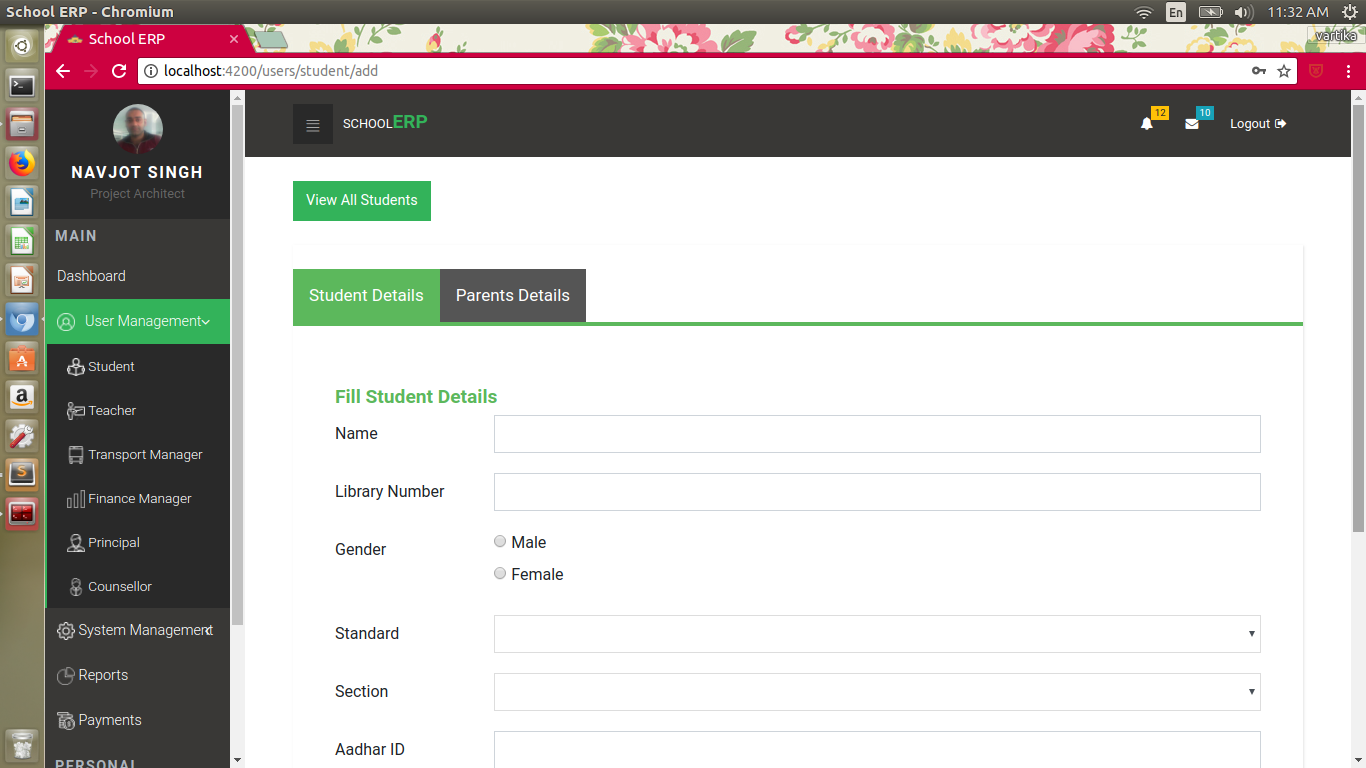 School ERP - Chromium
En
11:32 AM
School ERP
vartika
localhost:4200/users/student/add
NAVJOT SINGH
Project Architect
MAIN
Dashboard
User Management
Student
Teacher
Transport Manager
Finance Manager
Principal
Counsellor
System Management
Reports
Payments
PERSONAL
SCHOOLERP
12
10
Logout
View All Students
Student Details
Parents Details
Fill Student Details
Name
Library Number
Gender
Male
Female
Standard
Section
Aadhar ID